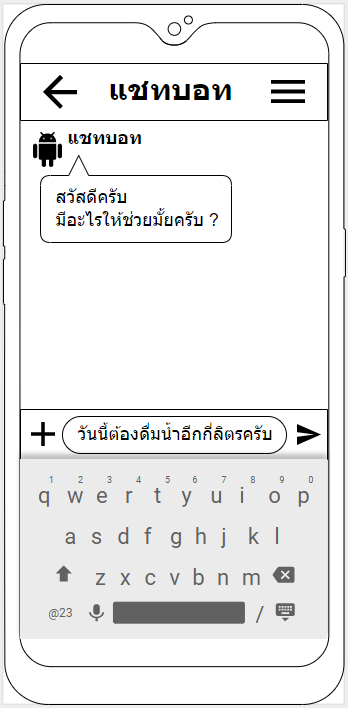 แชทบอท
แชทบอท
สวัสดีครับ
มีอะไรให้ช่วยมั้ยครับ ?
วันนี้ต้องดื่มน้ำอีกกี่ลิตรครับ
1 2 3 4 5 6 7 8 9 0
q w e r t y u i o p
a s d f g h j k l
z x c v b n m
@23 /